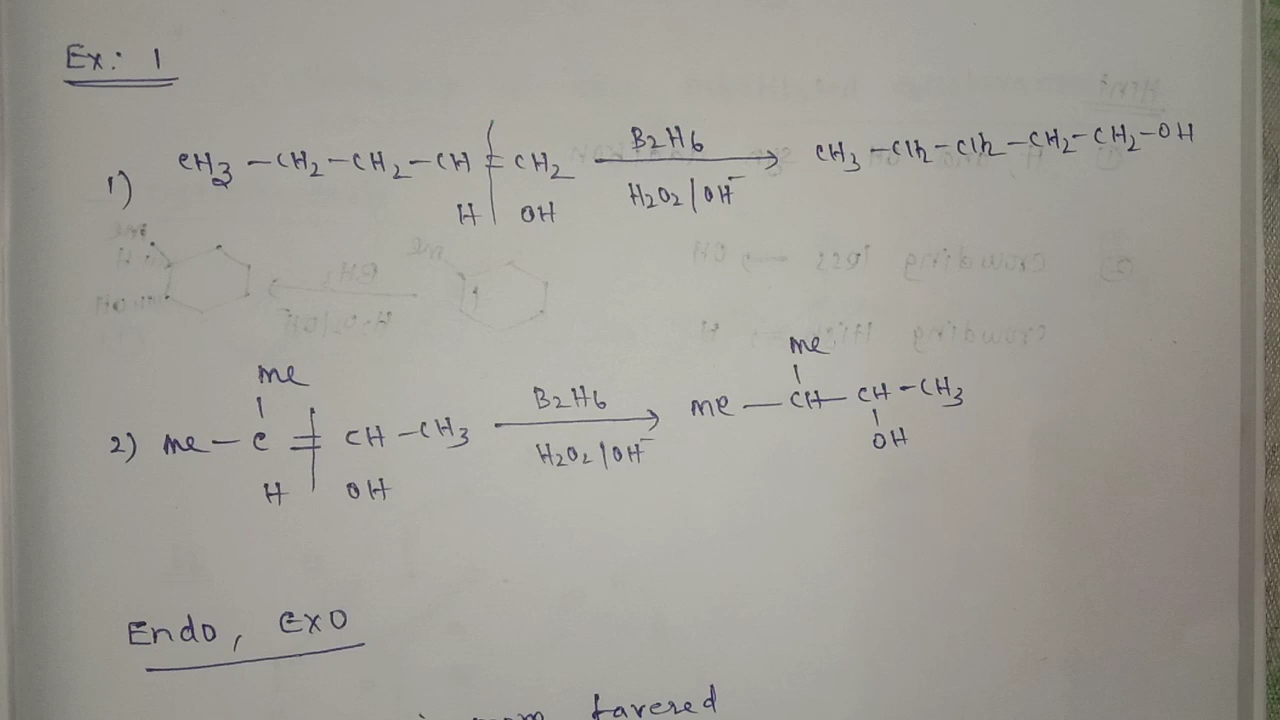 Ex: 1
1) CH3 - CH2 - CH2 - CH = CH2 B2H6 H2O2 / OH- CH3 - CH2 - CH2 - CH2 - CH2 - OH
H OH
me me
2) me - C = CH - CH3 B2H6 H2O2 / OH- me - CH - CH - CH3
H OH OH
Endo, Exo
favered